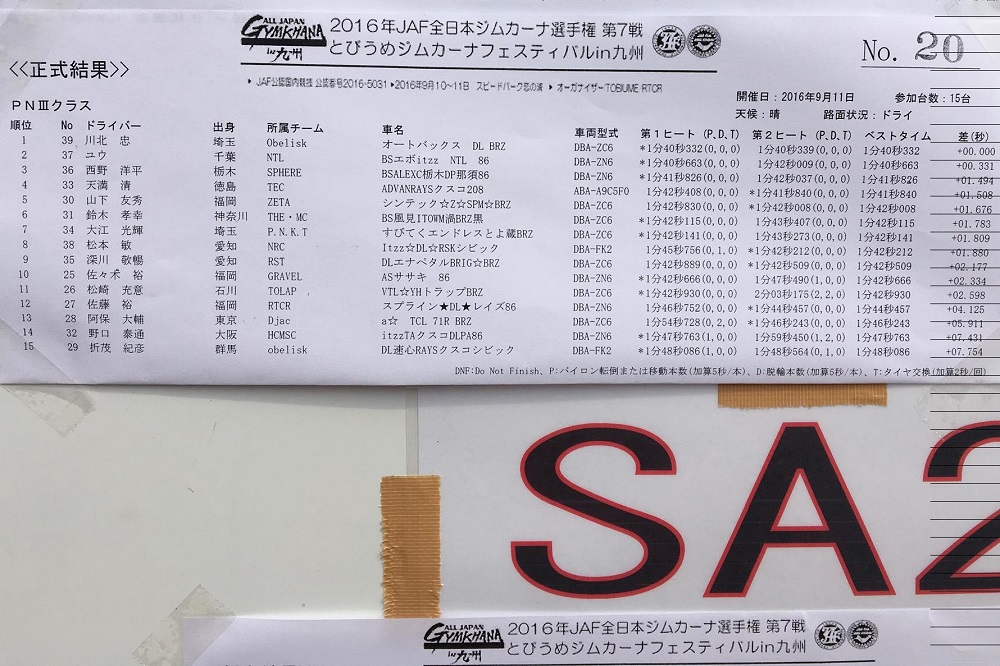 ALL JAPAN GYMKHANA in九州
2016年JAF全日本ジムカーナ選手権 第7戦
とびうめジムカーナフェスティバルin九州
No. 20
<<正式結果>>
▶ JAF公認国内競技 公認番号2016-5031 ▶2016年9月10~11日 スピードパーク恋の浦 ▶ オーガナイザーTOBIUME RTCR
PNⅢクラス
開催日:2016年9月11日 参加台数:15台
天候:晴 路面状況:ドライ
順位 No ドライバー 出身 所属チーム 車名 車両型式 第1ヒート(P,D,T) 第2ヒート(P,D,T) ベストタイム 差(秒)
1 39 川北 忠 埼玉 Obelisk オートバックス DL BRZ DBA-ZC6 *1分40秒332(0,0,0) 1分40秒339(0,0,0) 1分40秒332 +00.000
2 37 ユウ 千葉 NTL BSエボitzz NTL 86 DBA-ZN6 *1分40秒663(0,0,0) 1分42秒009(0,0,0) 1分40秒663 +00.331
3 36 西野 洋平 栃木 SPHERE BSALEXC栃木DP那須86 DBA-ZN6 *1分41秒826(0,0,0) 1分42秒037(0,0,0) 1分41秒826 +01.494
4 33 天満 清 徳島 TEC ADVANRAYSクスコ208 ABA-A9C5F0 1分42秒408(0,0,0) *1分41秒840(0,0,0) 1分41秒840 +01.508
5 30 山下 友秀 福岡 ZETA シンテック☆Z☆SPM☆BRZ DBA-ZC6 1分42秒830(0,0,0) *1分42秒008(0,0,0) 1分42秒008 +01.676
6 31 鈴木 孝幸 神奈川 THE・MC BS風見ITOWM渦BRZ黒 DBA-ZC6 *1分42秒115(0,0,0) 1分43秒407(0,0,0) 1分42秒115 +01.783
7 34 大江 光輝 埼玉 P.N.K.T すぴてくエンドレスとよ蔵BRZ DBA-ZC6 *1分42秒141(0,0,0) 1分43秒273(0,0,0) 1分42秒141 +01.809
8 38 松本 敏 愛知 NRC Itzz☆DL☆RSKシビック DBA-FK2 1分45秒756(0,1,0) *1分42秒212(0,0,0) 1分42秒212 +01.880
9 35 深川 敬暢 愛知 RST DLエナペタルBRIG☆BRZ DBA-ZC6 1分42秒889(0,0,0) *1分42秒509(0,0,0) 1分42秒509 +02.177
10 25 佐々木 裕 福岡 GRAVEL ASササキ 86 DBA-ZN6 *1分42秒666(0,0,0) 1分47秒490(1,0,0) 1分42秒666 +02.334
11 26 松崎 充意 石川 TOLAP VTL☆YHトラップBRZ DBA-ZC6 *1分42秒930(0,0,0) 2分03秒175(2,2,0) 1分42秒930 +02.598
12 27 佐藤 裕 福岡 RTCR スプライン★DL★レイズ86 DBA-ZN6 1分46秒752(0,0,0) *1分44秒457(0,0,0) 1分44秒457 +04.125
13 28 阿保 大輔 東京 Djac a☆ TCL 71R BRZ DBA-ZC6 1分54秒728(0,2,0) *1分46秒243(0,0,0) 1分46秒243 +05.911
14 32 野口 泰通 大阪 HCMSC itzzTAクスコDLPA86 DBA-ZN6 *1分47秒763(1,0,0) 1分59秒450(1,2,0) 1分47秒763 +07.431
15 29 折茂 紀彦 群馬 obelisk DL速心RAYSクスコシビック DBA-FK2 *1分48秒086(1,0,0) 1分48秒564(0,1,0) 1分48秒086 +07.754
DNF:Do Not Finish、P:パイロン転倒または移動本数(加算5秒/本)、D:脱輪本数(加算5秒/本)、T:タイヤ交換(加算2秒/回)
SA2
ALL JAPAN GYMKHANA in九州
2016年JAF全日本ジムカーナ選手権 第7戦
とびうめジムカーナフェスティバルin九州